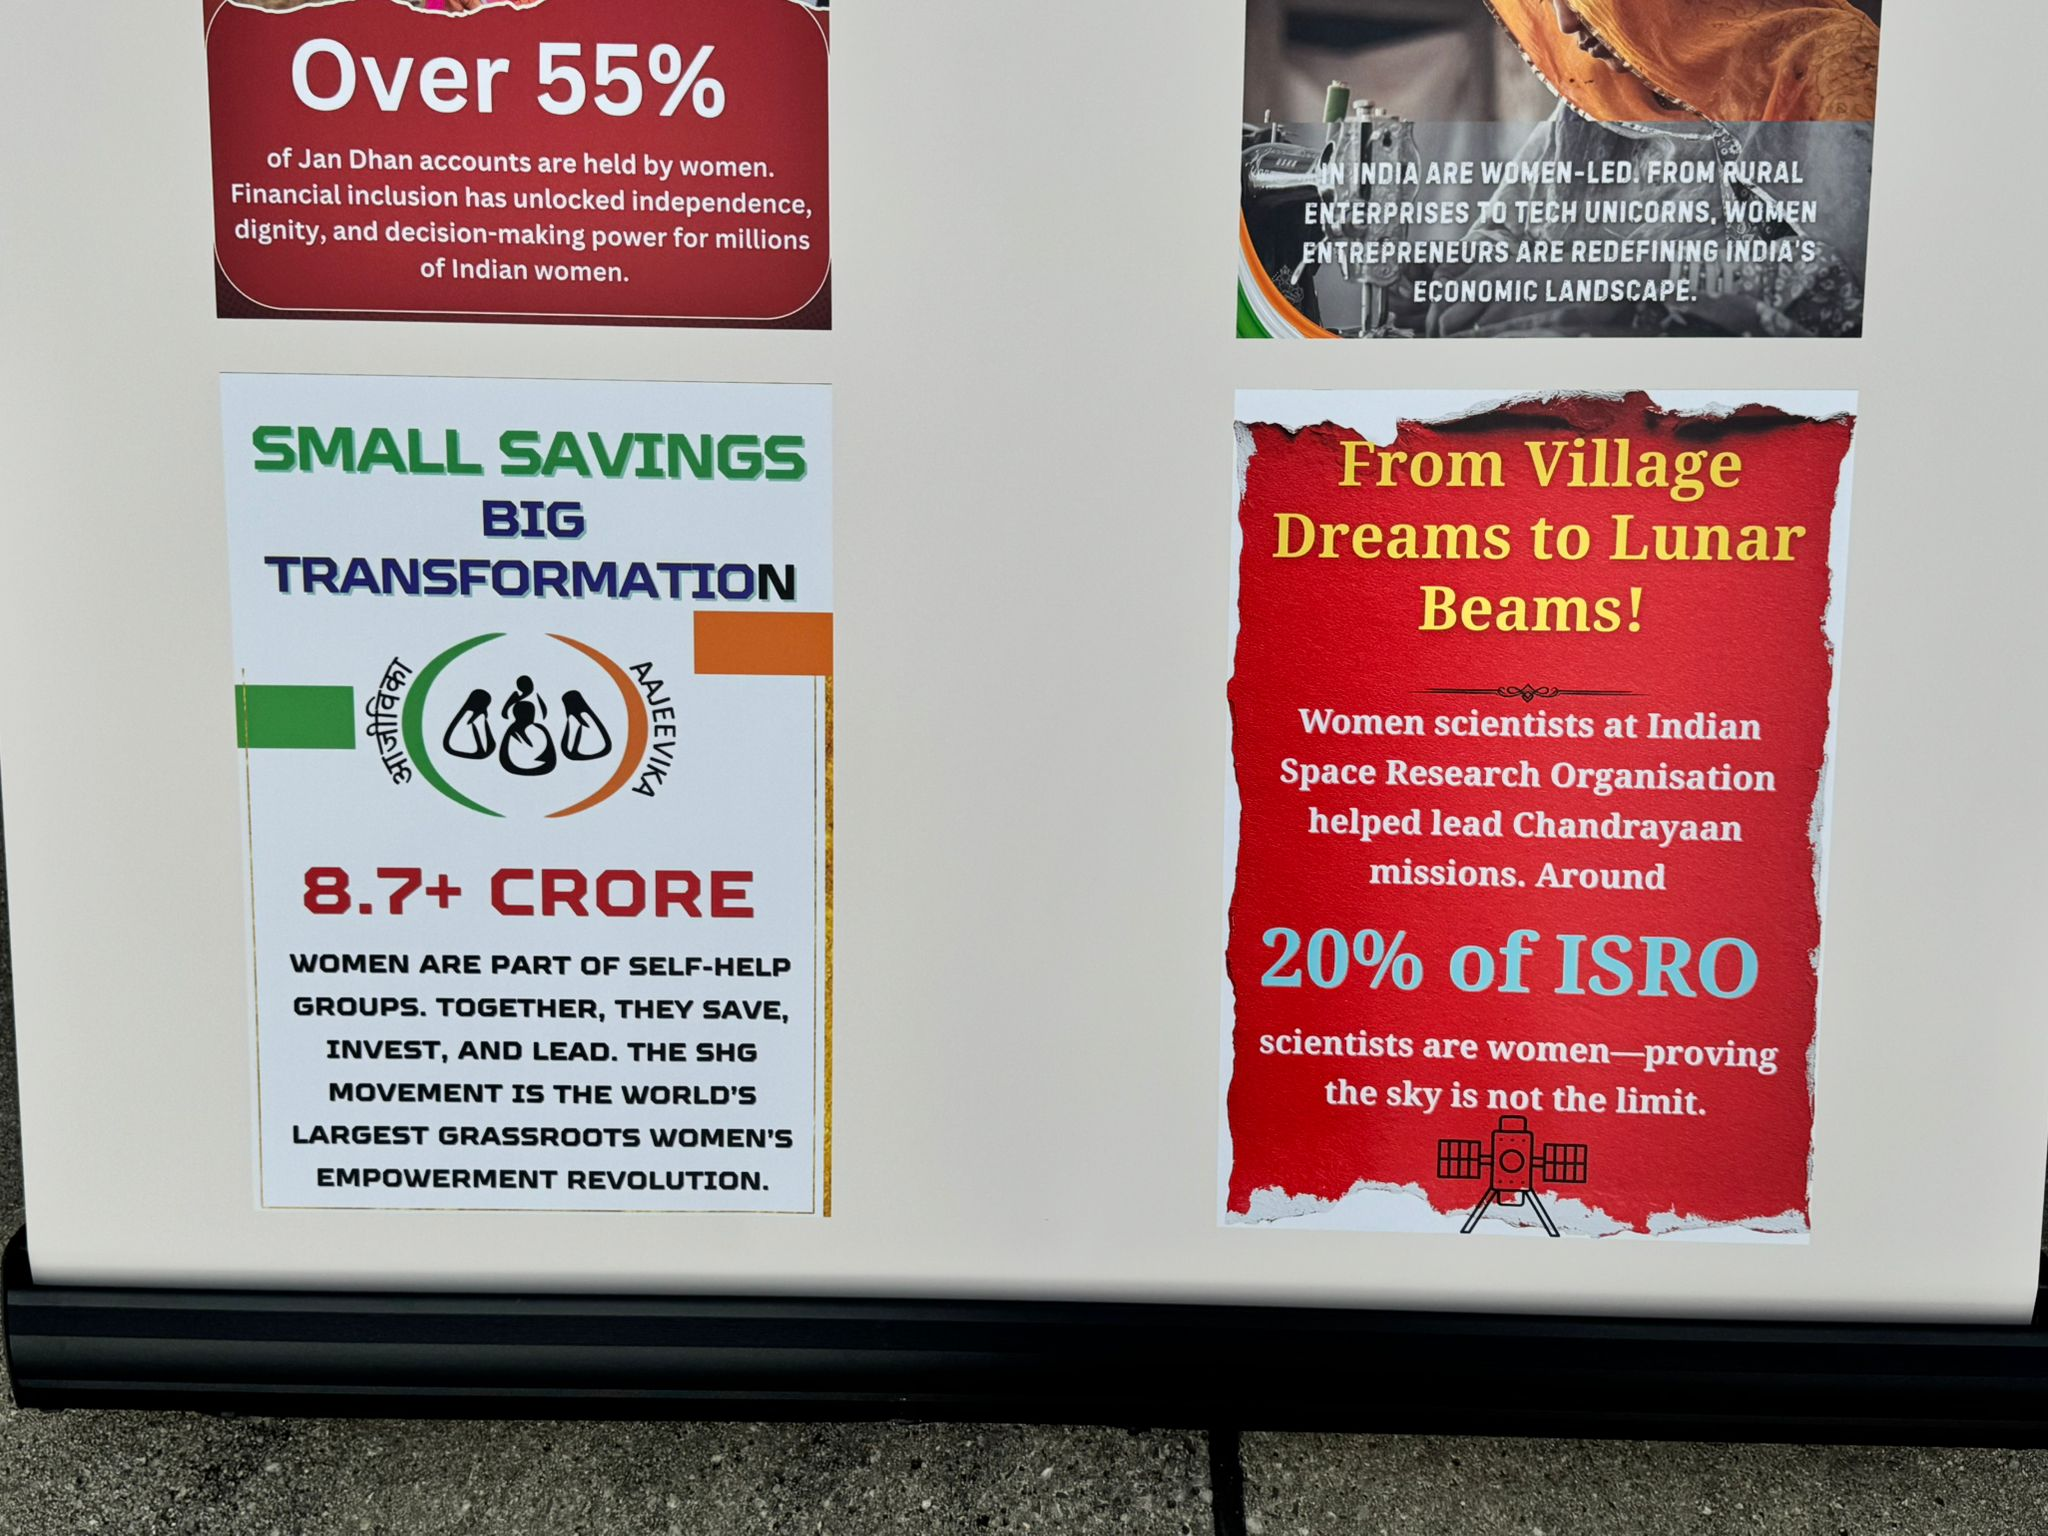 Over 55%
of Jan Dhan accounts are held by women.
Financial inclusion has unlocked independence,
dignity, and decision-making power for millions
of Indian women.
IN INDIA ARE WOMEN-LED. FROM RURAL
ENTERPRISES TO TECH UNICORNS, WOMEN
ENTREPRENEURS ARE REDEFINING INDIA'S
ECONOMIC LANDSCAPE.
SMALL SAVINGS
BIG
TRANSFORMATION
आजीविका
AAJEEVIKA
8.7+ CRORE
WOMEN ARE PART OF SELF-HELP
GROUPS. TOGETHER, THEY SAVE,
INVEST, AND LEAD. THE SHG
MOVEMENT IS THE WORLD'S
LARGEST GRASSROOTS WOMEN'S
EMPOWERMENT REVOLUTION.
From Village
Dreams to Lunar
Beams!
Women scientists at Indian
Space Research Organisation
helped lead Chandrayaan
missions. Around
20% of ISRO
scientists are women—proving
the sky is not the limit.